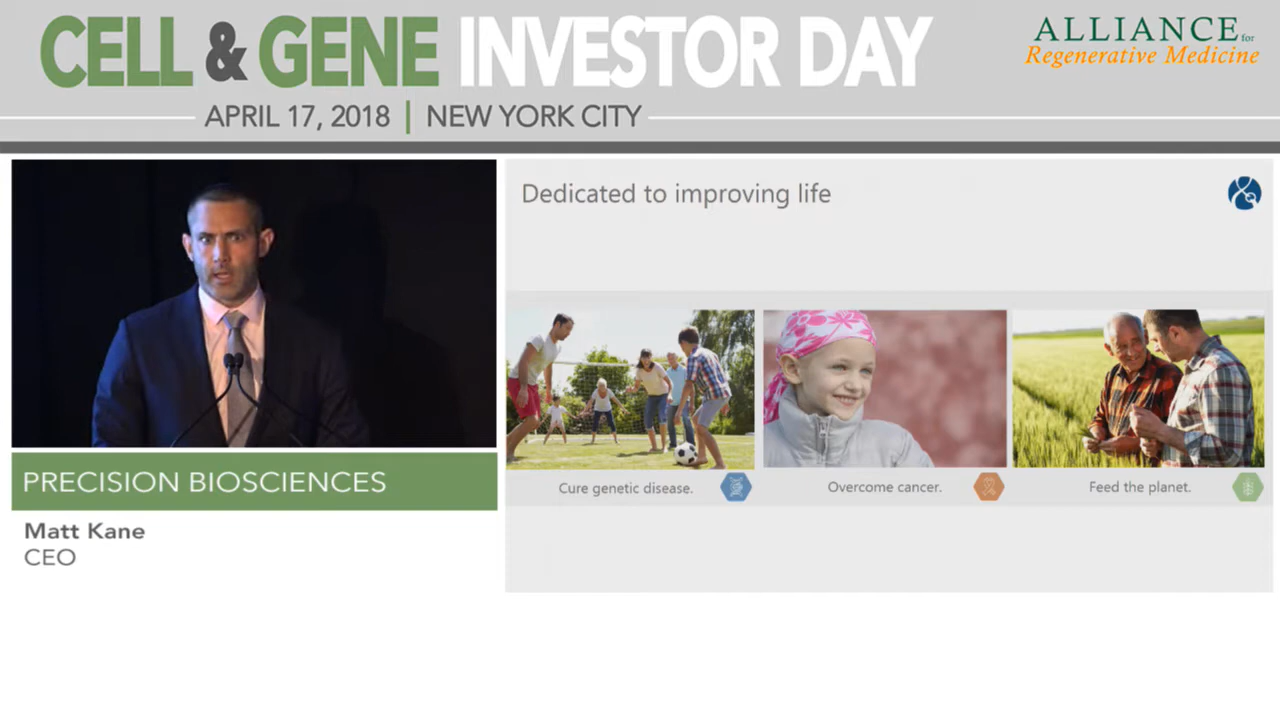 CELL & GENE INVESTOR DAY
APRIL 17, 2018 | NEW YORK CITY
ALLIANCE for
Regenerative Medicine
PRECISION BIOSCIENCES
Matt Kane
CEO
Dedicated to improving life
Cure genetic disease.
Overcome cancer.
Feed the planet.